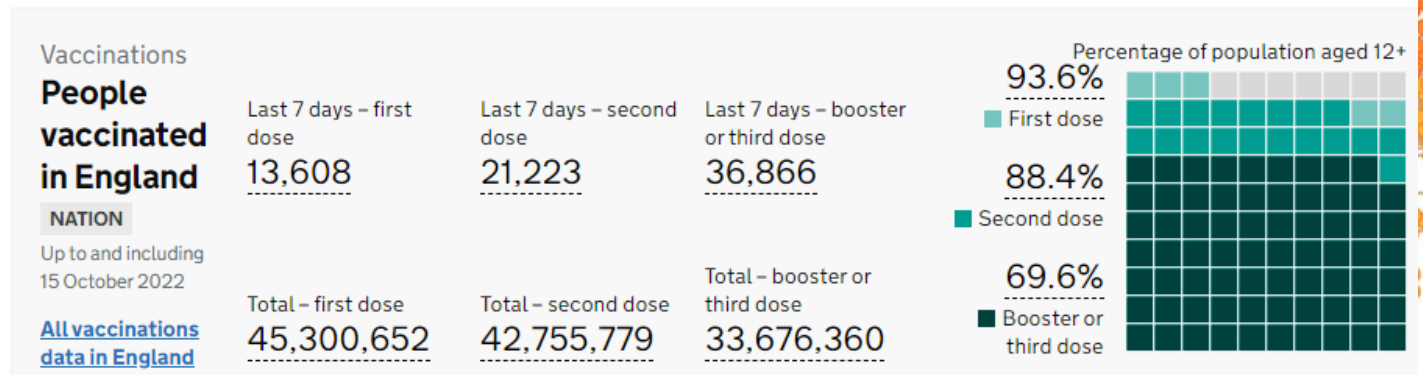 Vaccinations
People
vaccinated
in England
NATION
Up to and including
15 October 2022
All vaccinations
data in England
Last 7 days – first
dose
13,608
Last 7 days – second
dose
21,223
Last 7 days – booster
or third dose
36,866
Total – first dose
45,300,652
Total – second dose
42,755,779
Total – booster or
third dose
33,676,360
Percentage of population aged 12+
93.6%
First dose
88.4%
Second dose
69.6%
Booster or
third dose